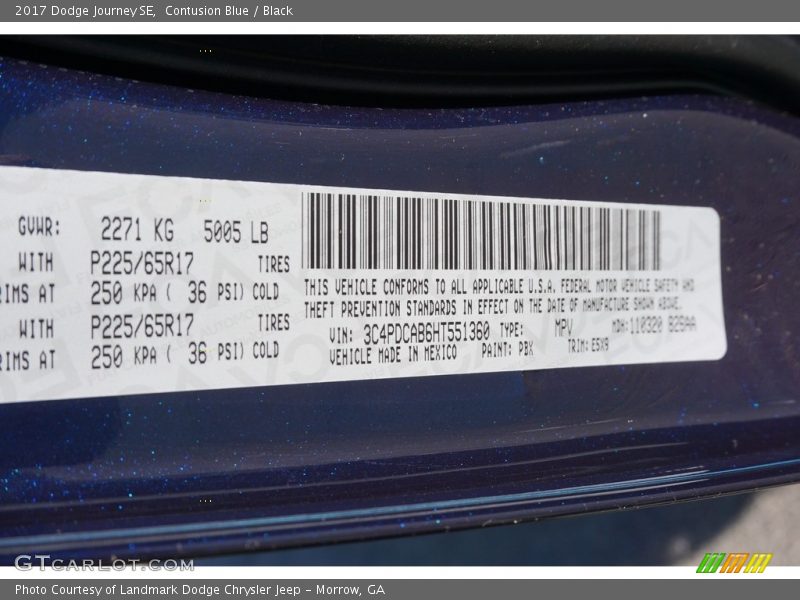 2017 Dodge Journey SE, Contusion Blue / Black
GVWR: 2271 KG 5005 LB
WITH P225/65R17 TIRES
RIMS AT 250 KPA ( 36 PSI) COLD
WITH P225/65R17 TIRES
RIMS AT 250 KPA ( 36 PSI) COLD
THIS VEHICLE CONFORMS TO ALL APPLICABLE U.S.A. FEDERAL MOTOR VEHICLE SAFETY AND
THEFT PREVENTION STANDARDS IN EFFECT ON THE DATE OF MANUFACTURE SHOWN ABOVE.
VIN: 3C4PDCAB6HT551360 TYPE: MPV MDH: 110320 B29AA
VEHICLE MADE IN MEXICO PAINT: PBX TRIM: E5X9
GTCARLOT.COM
Photo Courtesy of Landmark Dodge Chrysler Jeep - Morrow, GA